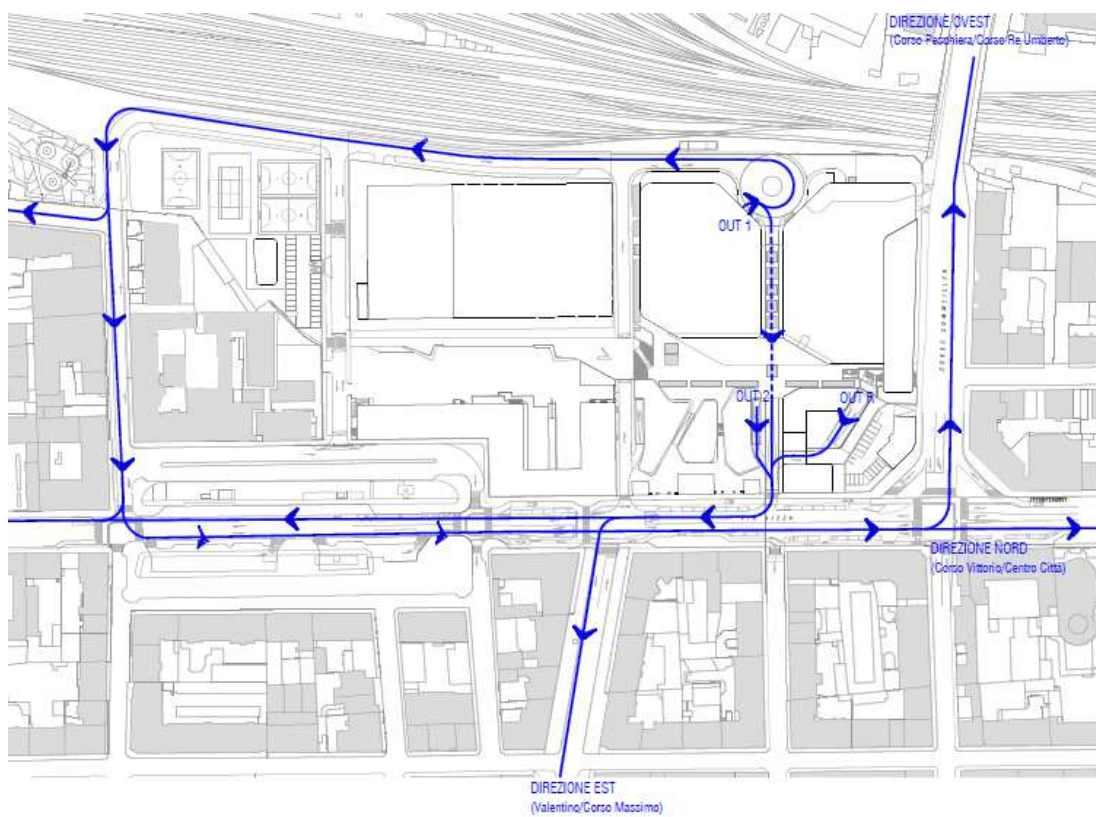 DIREZIONE OVEST
(Corso Peschiera/Corso Re Umberto)
OUT 1
CORSO SOMMEILLER
OUT 2
OUT R
DIREZIONE NORD
(Corso Vittorio/Centro Città)
DIREZIONE EST
(Valentino/Corso Massimo)